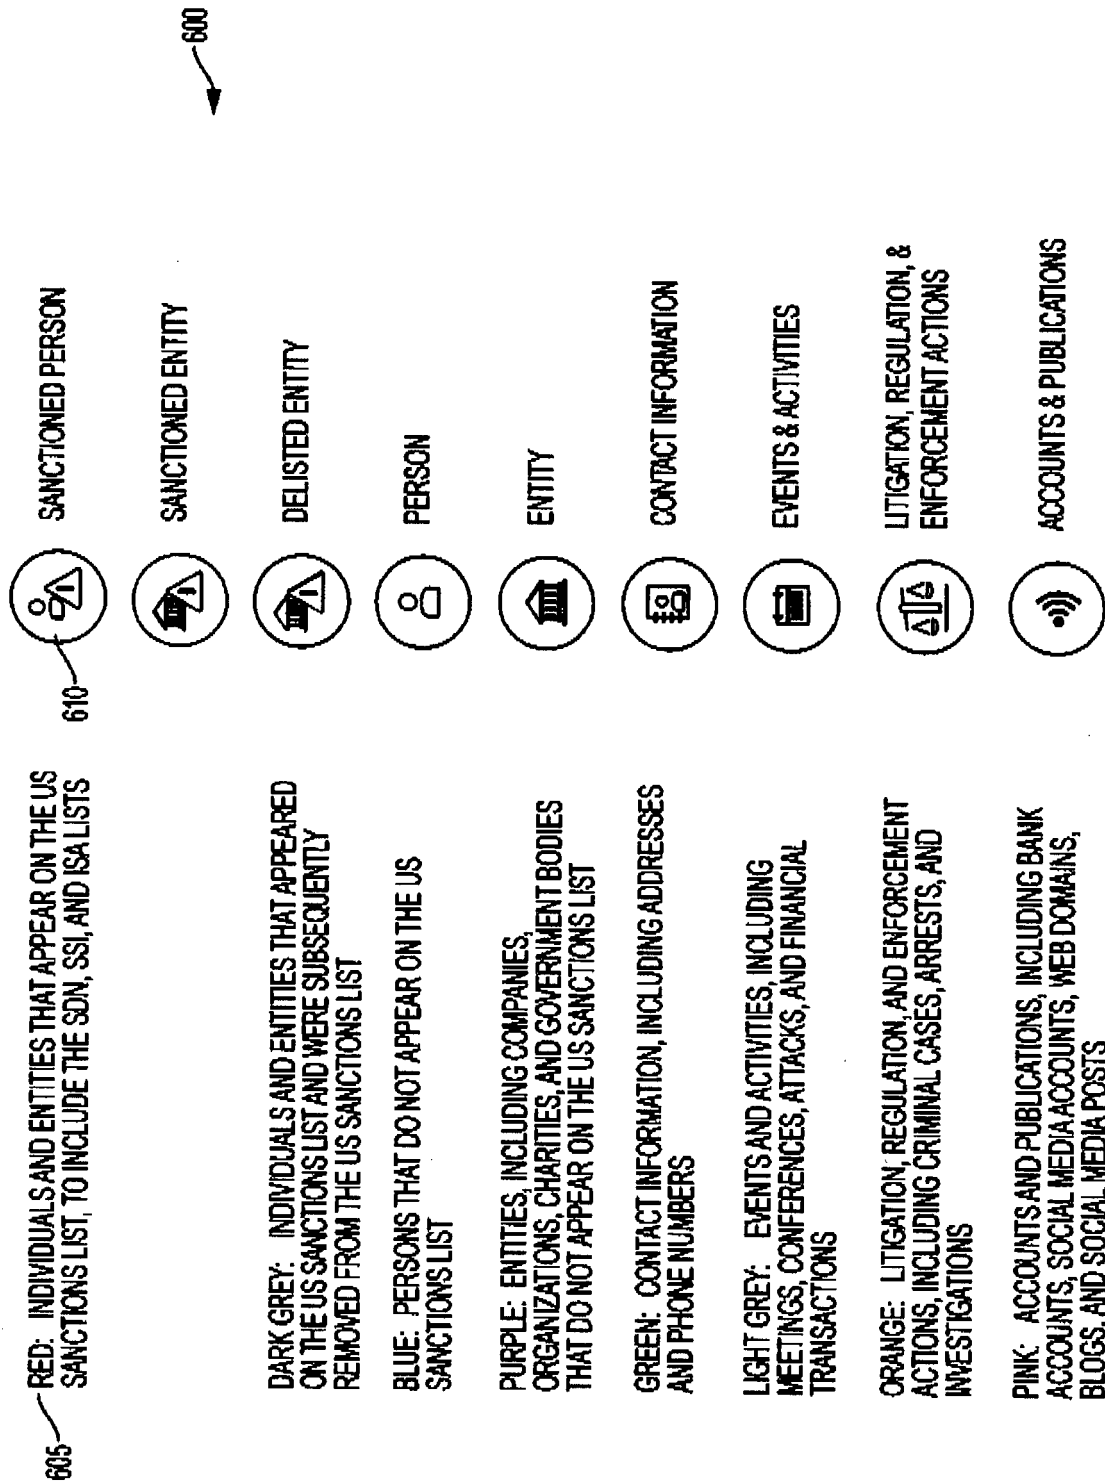 600
605
RED: INDIVIDUALS AND ENTITIES THAT APPEAR ON THE US
SANCTIONS LIST, TO INCLUDE THE SDN, SSI, AND ISA LISTS
610
SANCTIONED PERSON
SANCTIONED ENTITY
DARK GREY: INDIVIDUALS AND ENTITIES THAT APPEARED
ON THE US SANCTIONS LIST AND WERE SUBSEQUENTLY
REMOVED FROM THE US SANCTIONS LIST
DELISTED ENTITY
BLUE: PERSONS THAT DO NOT APPEAR ON THE US
SANCTIONS LIST
PERSON
PURPLE: ENTITIES, INCLUDING COMPANIES,
ORGANIZATIONS, CHARITIES, AND GOVERNMENT BODIES
THAT DO NOT APPEAR ON THE US SANCTIONS LIST
ENTITY
GREEN: CONTACT INFORMATION, INCLUDING ADDRESSES
AND PHONE NUMBERS
CONTACT INFORMATION
LIGHT GREY: EVENTS AND ACTIVITIES, INCLUDING
MEETINGS, CONFERENCES, ATTACKS, AND FINANCIAL
TRANSACTIONS
EVENTS & ACTIVITIES
ORANGE: LITIGATION, REGULATION, AND ENFORCEMENT
ACTIONS, INCLUDING CRIMINAL CASES, ARRESTS, AND
INVESTIGATIONS
LITIGATION, REGULATION, &
ENFORCEMENT ACTIONS
PINK: ACCOUNTS AND PUBLICATIONS, INCLUDING BANK
ACCOUNTS, SOCIAL MEDIA ACCOUNTS, WEB DOMAINS,
BLOGS, AND SOCIAL MEDIA POSTS
ACCOUNTS & PUBLICATIONS